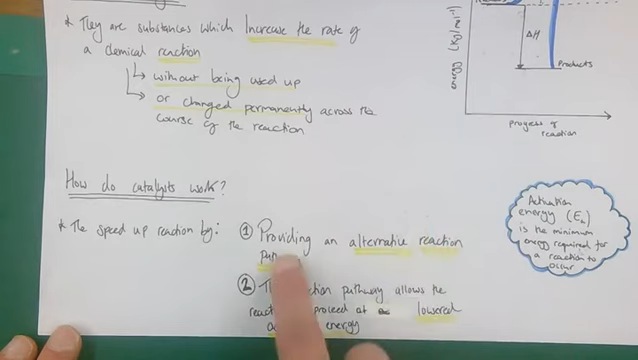 * They are substances which Increase the rate of
a chemical reaction
without being used up
or changed permanently across the
course of the reaction
energy (KJ/mol⁻¹)
ΔH
Products
progress of
reaction
How do catalysts work?
* The speed up reaction by:
① Providing an alternative reaction
② pathway allows the
proceed at lowered
energy
Activation
energy (Eₐ)
is the minimum
energy required for
a reaction to
occur